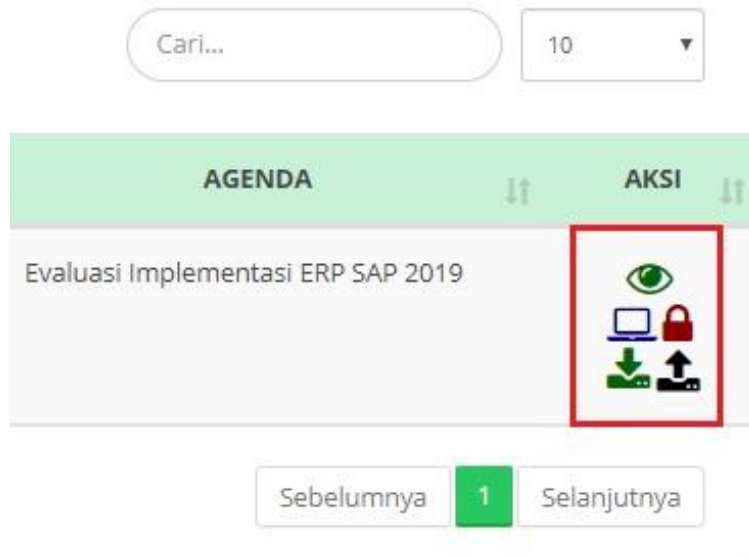 Cari... 10
AGENDA AKSI
Evaluasi Implementasi ERP SAP 2019
Sebelumnya 1 Selanjutnya